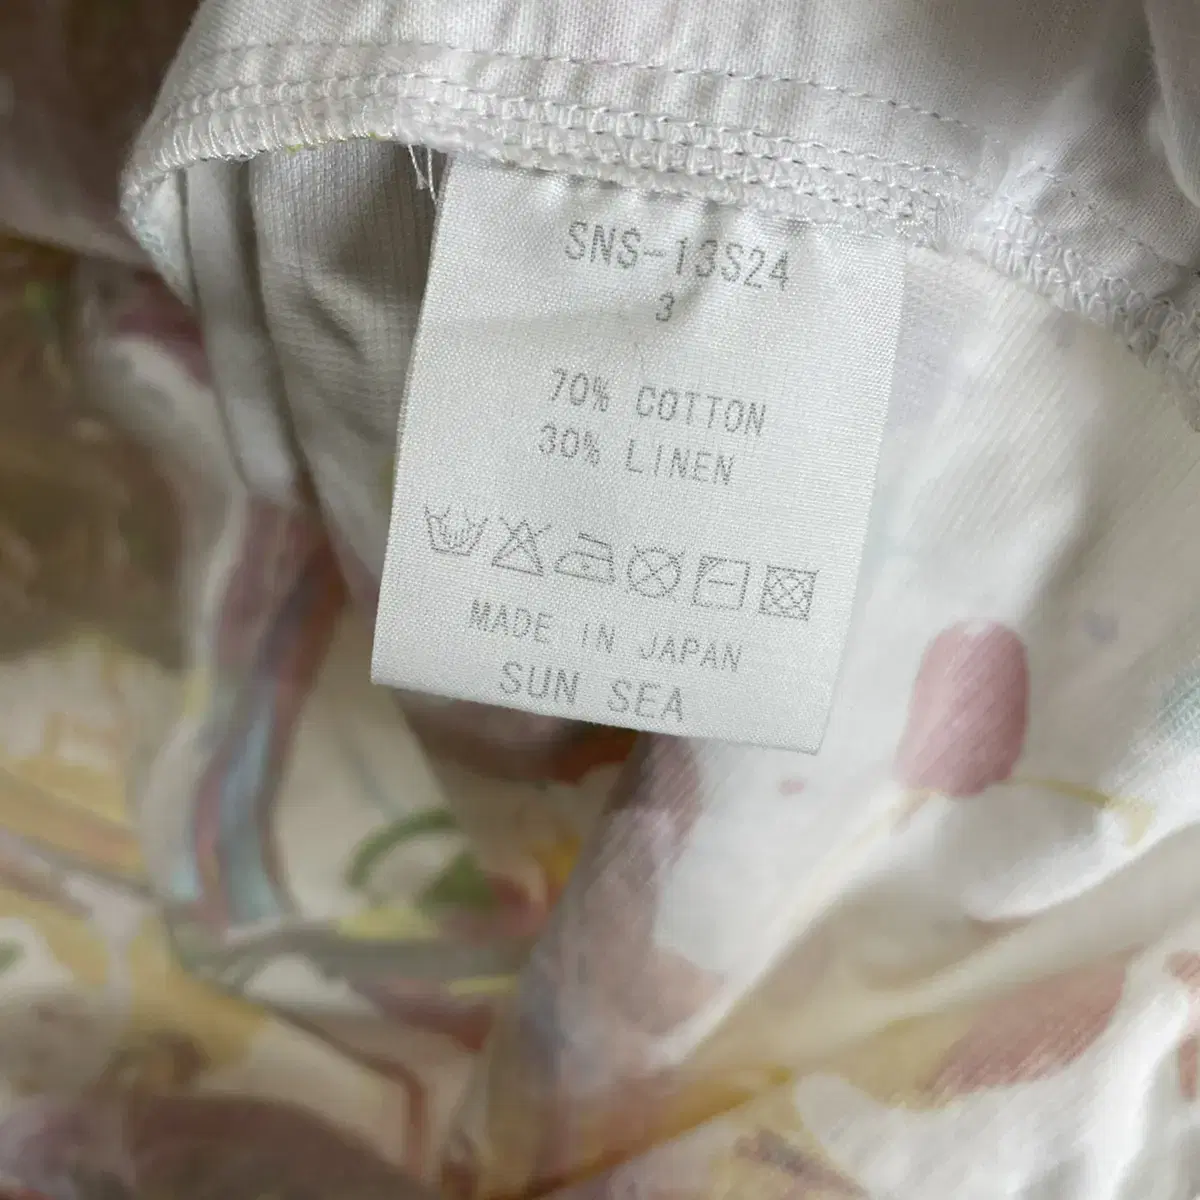 SNS-13S24
3
70% COTTON
30% LINEN
MADE IN JAPAN
SUN SEA